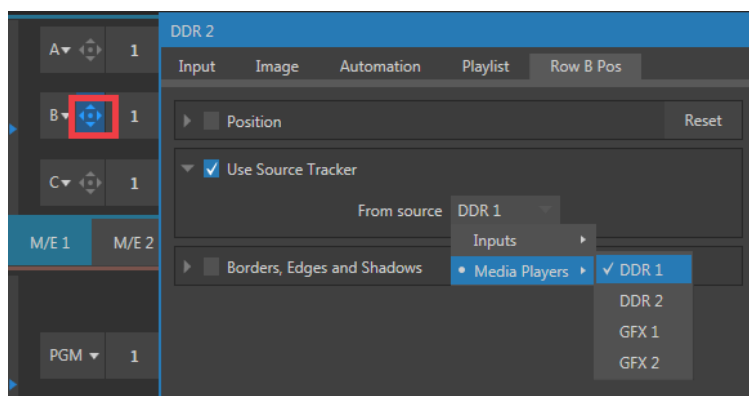 DDR 2
Input Image Automation Playlist Row B Pos
A 1
B 1
C 1
M/E 1 M/E 2
PGM 1
Position Reset
Use Source Tracker
From source DDR 1
Inputs
Borders, Edges and Shadows
Media Players
DDR 1
DDR 2
GFX 1
GFX 2